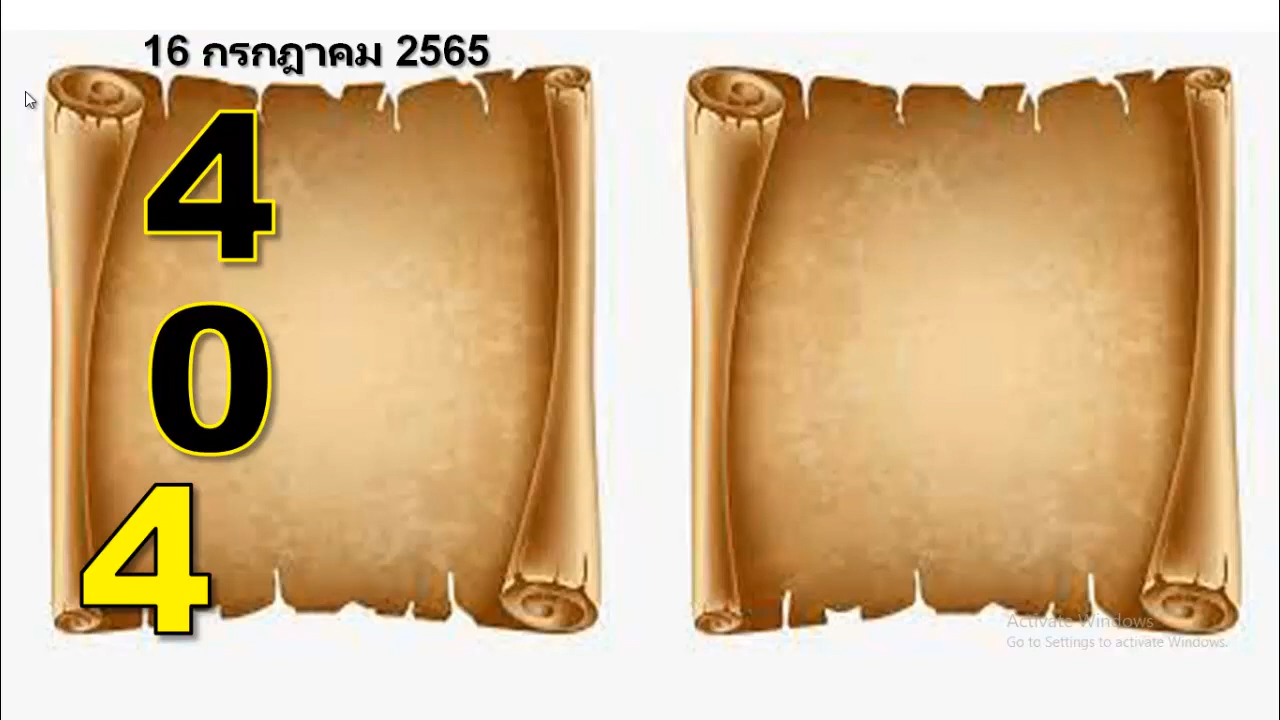 16 กรกฎาคม 2565
4
0
4
Activate Windows
Go to Settings to activate Windows.